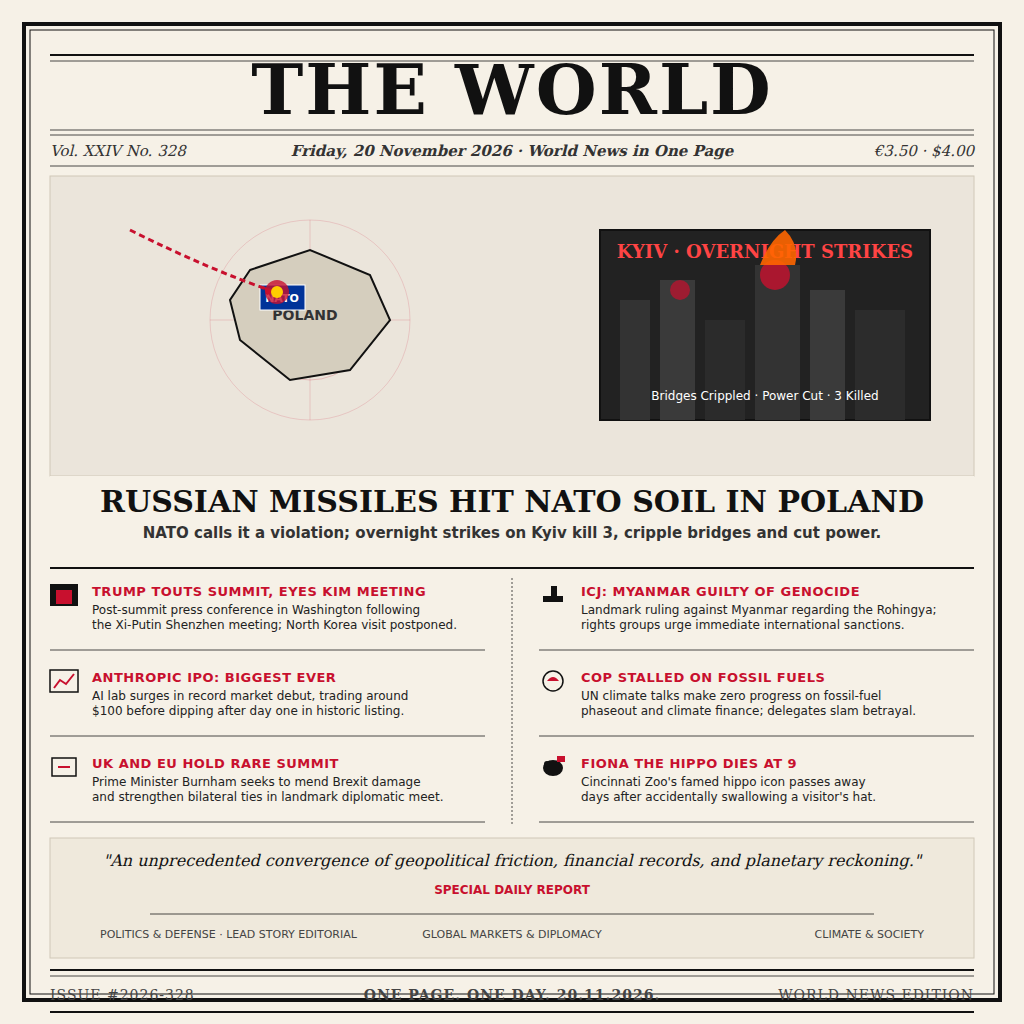 THE WORLD
Vol. XXIV No. 328
Friday, 20 November 2026 · World News in One Page
€3.50 · $4.00
NATO
POLAND
KYIV · OVERNIGHT STRIKES
Bridges Crippled · Power Cut · 3 Killed
RUSSIAN MISSILES HIT NATO SOIL IN POLAND
NATO calls it a violation; overnight strikes on Kyiv kill 3, cripple bridges and cut power.
TRUMP TOUTS SUMMIT, EYES KIM MEETING
Post-summit press conference in Washington following
the Xi-Putin Shenzhen meeting; North Korea visit postponed.
ANTHROPIC IPO: BIGGEST EVER
AI lab surges in record market debut, trading around
$100 before dipping after day one in historic listing.
UK AND EU HOLD RARE SUMMIT
Prime Minister Burnham seeks to mend Brexit damage
and strengthen bilateral ties in landmark diplomatic meet.
ICJ: MYANMAR GUILTY OF GENOCIDE
Landmark ruling against Myanmar regarding the Rohingya;
rights groups urge immediate international sanctions.
COP STALLED ON FOSSIL FUELS
UN climate talks make zero progress on fossil-fuel
phaseout and climate finance; delegates slam betrayal.
FIONA THE HIPPO DIES AT 9
Cincinnati Zoo's famed hippo icon passes away
days after accidentally swallowing a visitor's hat.
"An unprecedented convergence of geopolitical friction, financial records, and planetary reckoning."
SPECIAL DAILY REPORT
POLITICS & DEFENSE · LEAD STORY EDITORIAL
GLOBAL MARKETS & DIPLOMACY
CLIMATE & SOCIETY
ISSUE #2026-328
ONE PAGE. ONE DAY. 20.11.2026.
WORLD NEWS EDITION